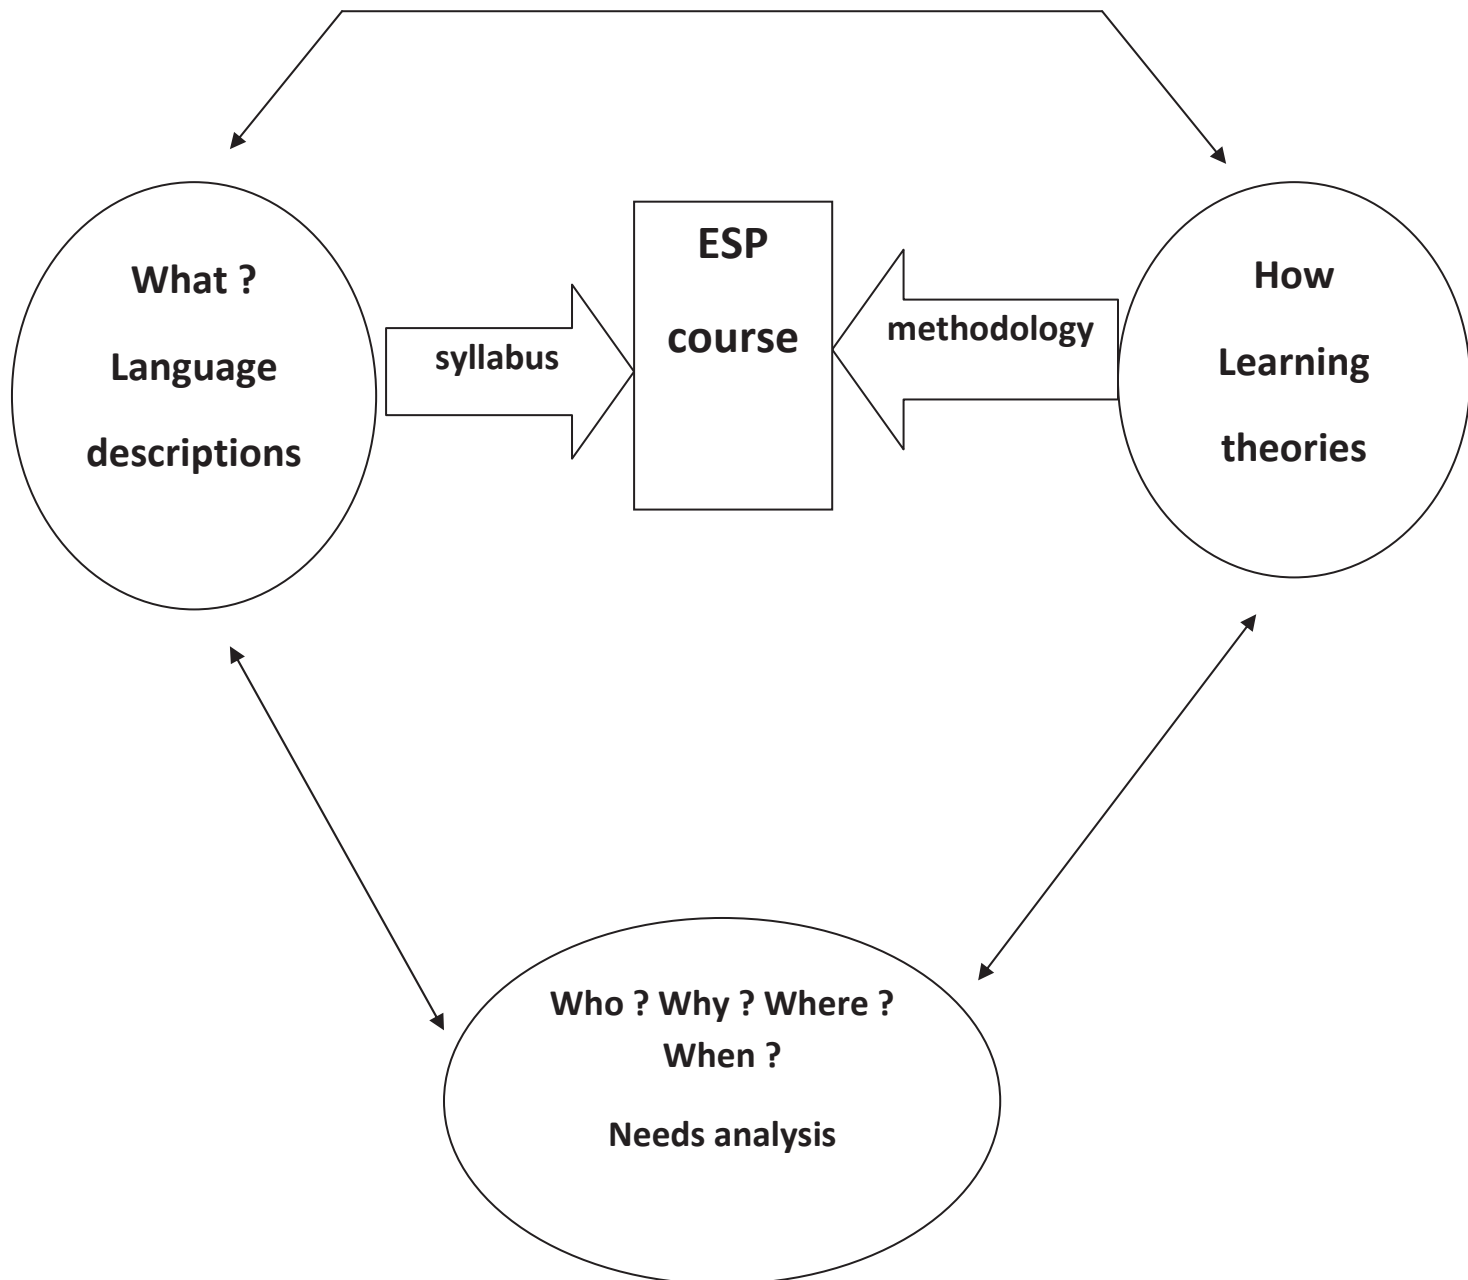 What ?
Language
descriptions
syllabus
ESP
course
methodology
How
Learning
theories
Who ? Why ? Where ?
When ?
Needs analysis